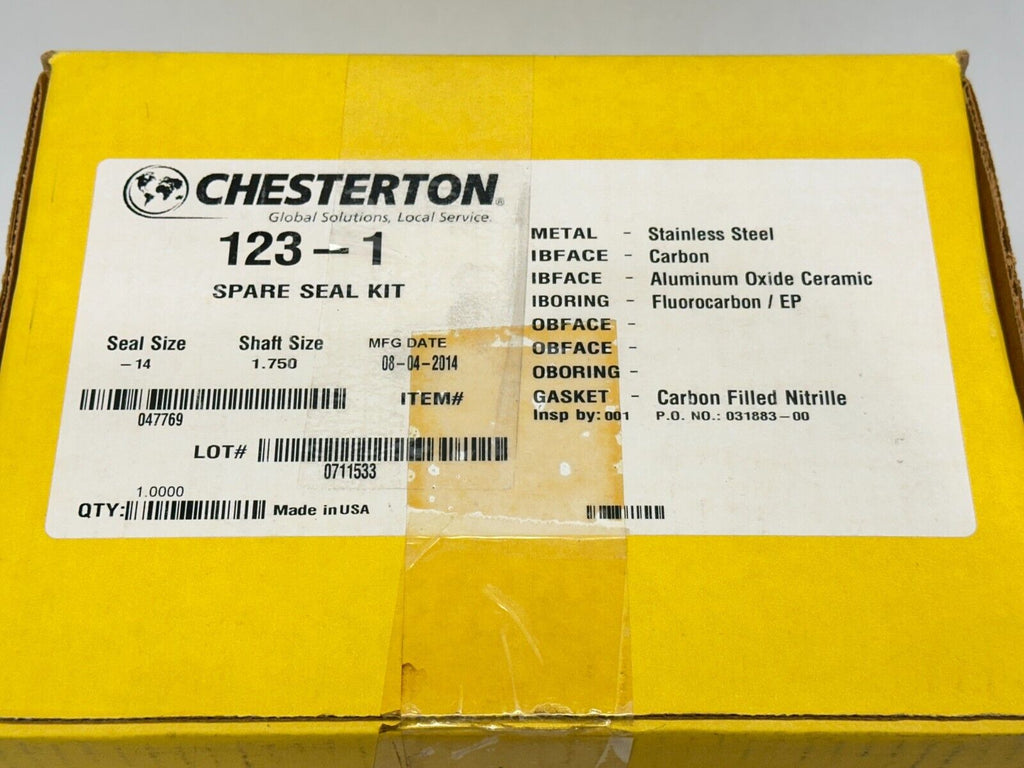 CHESTERTON®
Global Solutions, Local Service.
123-1
SPARE SEAL KIT
Seal Size Shaft Size MFG DATE
-14 1.750 08-04-2014
047769
ITEM#
LOT#
0711533
1.0000
QTY: Made in USA
METAL - Stainless Steel
IBFACE - Carbon
IBFACE - Aluminum Oxide Ceramic
IBORING - Fluorocarbon / EP
OBFACE -
OBFACE -
OBORING -
GASKET - Carbon Filled Nitrille
Insp by: 001 P.O. NO.: 031883-00